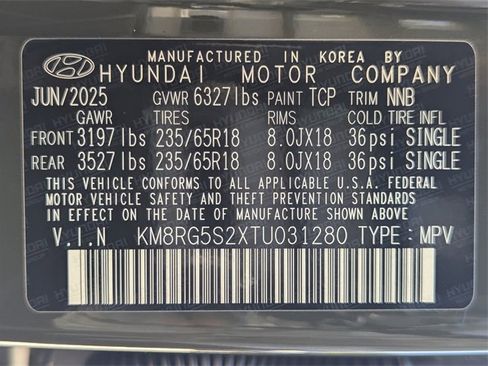 MANUFACTURED IN KOREA BY
HYUNDAI MOTOR COMPANY
JUN/2025 GVWR 6327lbs PAINT TCP TRIM NNB
GAWR TIRES RIMS COLD TIRE INFL
FRONT 3197lbs 235/65R18 8.0JX18 36psi SINGLE
REAR 3527lbs 235/65R18 8.0JX18 36psi SINGLE
THIS VEHICLE CONFORMS TO ALL APPLICABLE U.S.A. FEDERAL
MOTOR VEHICLE SAFETY AND THEFT PREVENTION STANDARDS
IN EFFECT ON THE DATE OF MANUFACTURE SHOWN ABOVE.
V.I.N KM8RG5S2XTU031280 TYPE: MPV